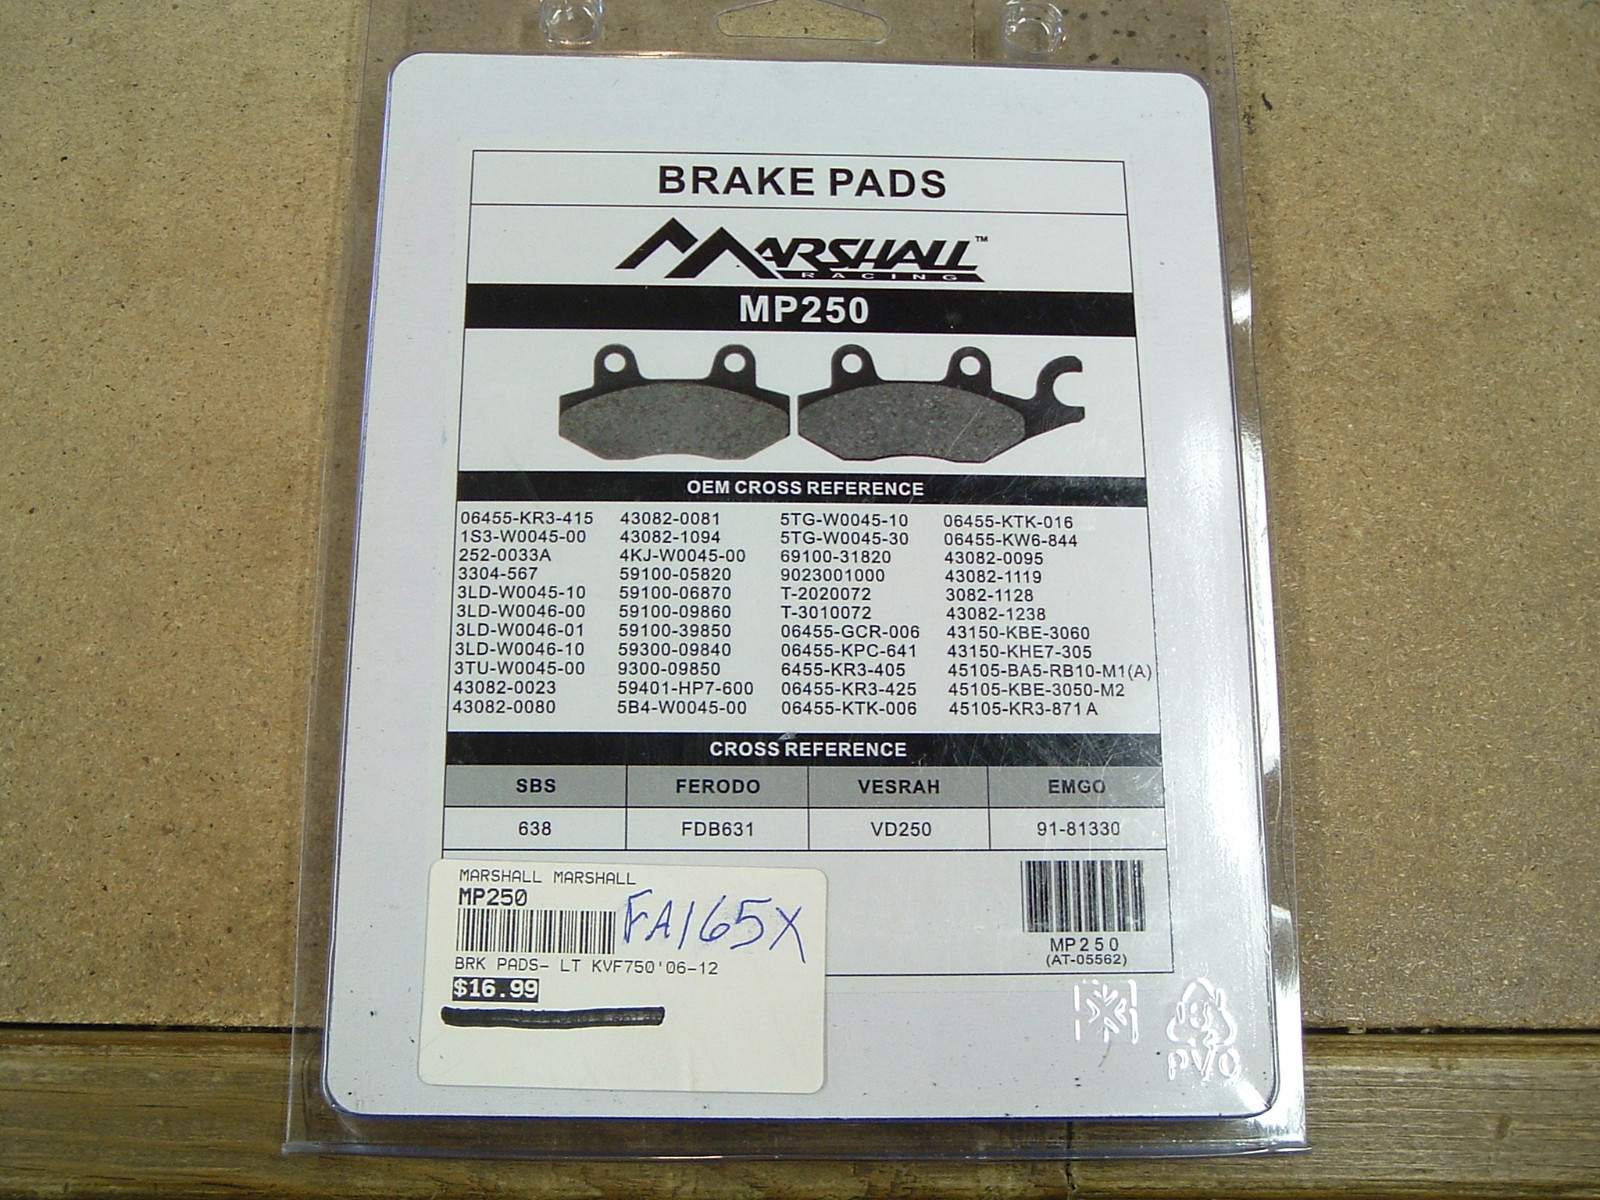 BRAKE PADS
MARSHALL™
RACING
MP250
OEM CROSS REFERENCE
06455-KR3-415 43082-0081 5TG-W0045-10 06455-KTK-016
1S3-W0045-00 43082-1094 5TG-W0045-30 06455-KW6-844
252-0033A 4KJ-W0045-00 69100-31820 43082-0095
3304-567 59100-05820 9023001000 43082-1119
3LD-W0045-10 59100-06870 T-2020072 3082-1128
3LD-W0046-00 59100-09860 T-3010072 43082-1238
3LD-W0046-01 59100-39850 06455-GCR-006 43150-KBE-3060
3LD-W0046-10 59300-09840 06455-KPC-641 43150-KHE7-305
3TU-W0045-00 9300-09850 6455-KR3-405 45105-BA5-RB10-M1(A)
43082-0023 59401-HP7-600 06455-KR3-425 45105-KBE-3050-M2
43082-0080 5B4-W0045-00 06455-KTK-006 45105-KR3-871A
CROSS REFERENCE
SBS FERODO VESRAH EMGO
638 FDB631 VD250 91-81330
MARSHALL MARSHALL
MP250
FA165X
BRK PADS- LT KVF750'06-12
$16.99
MP250
(AT-05562)
PVC